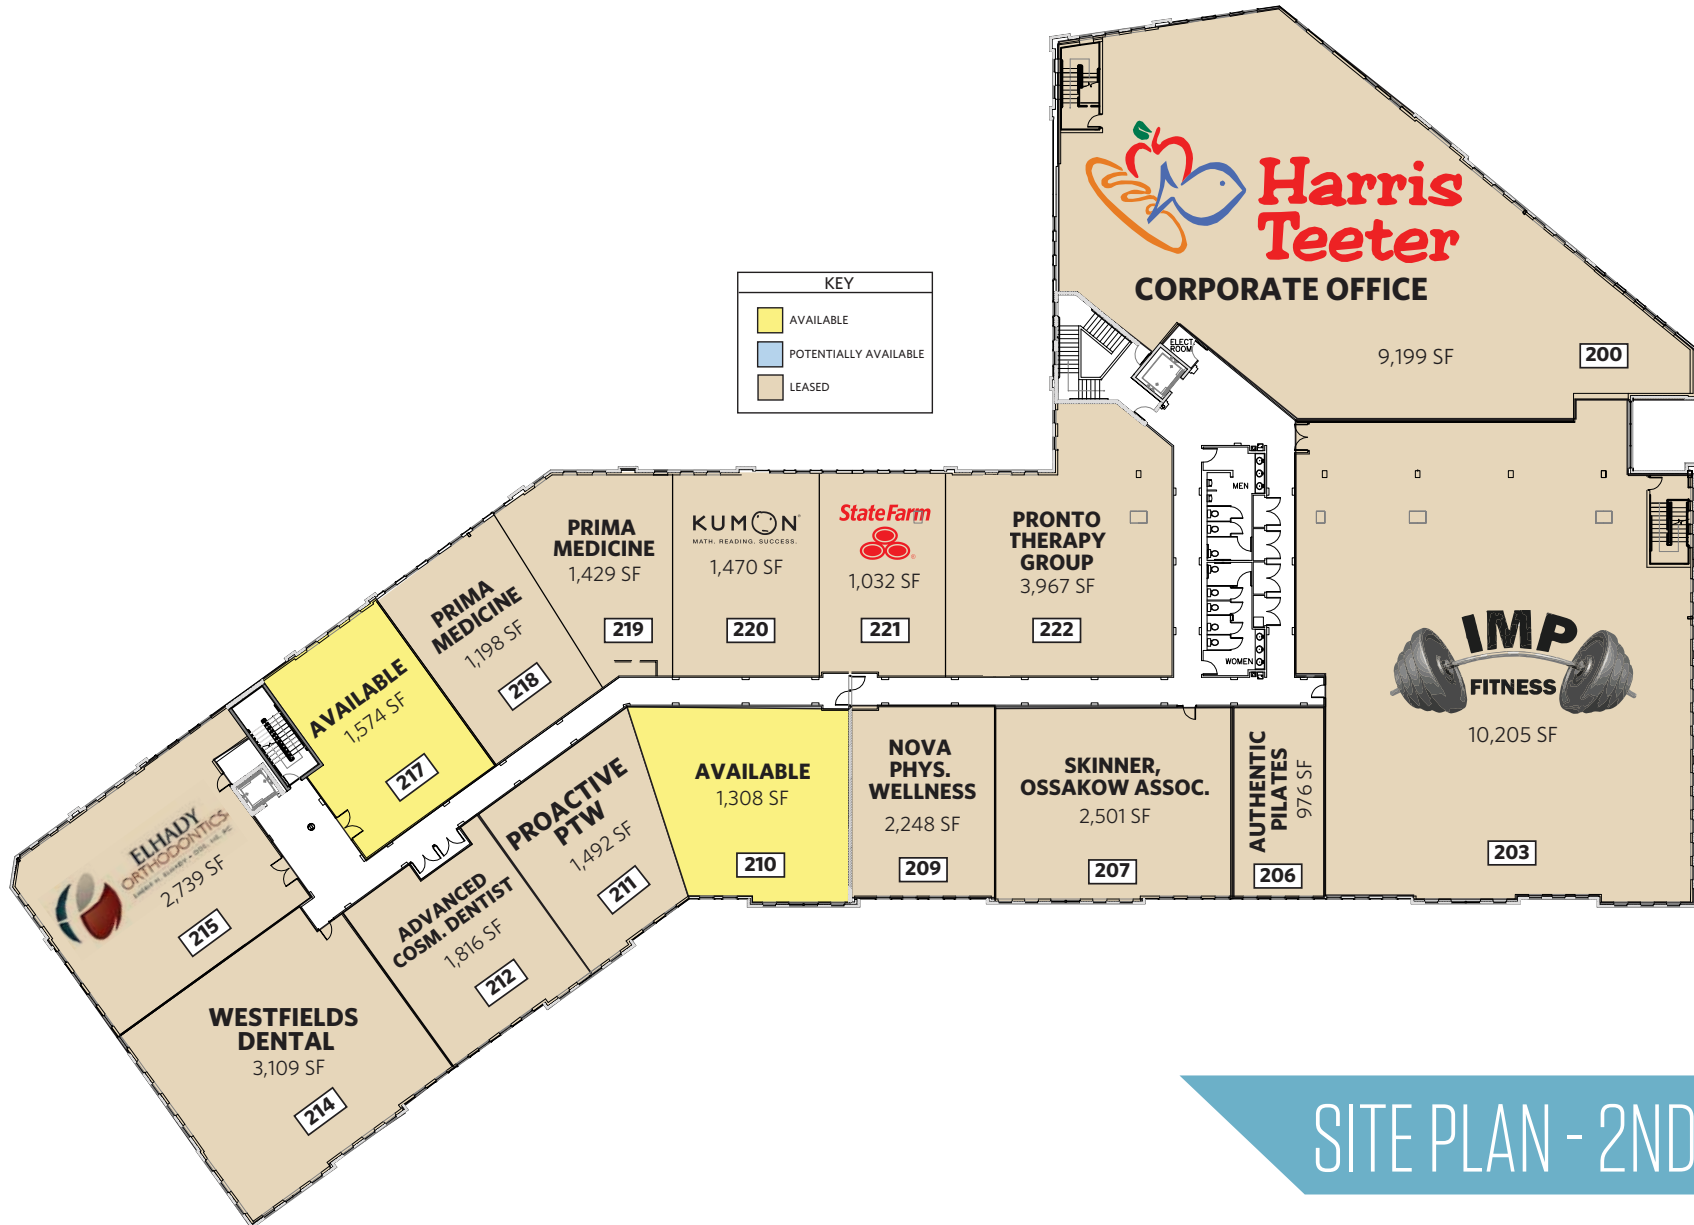 Harris
Teeter
CORPORATE OFFICE
9,199 SF
200
ELECT
ROOM
KEY
AVAILABLE
POTENTIALLY AVAILABLE
LEASED
MEN
WOMEN
PRIMA
MEDICINE
1,429 SF
219
KUMON
MATH. READING. SUCCESS.
1,470 SF
220
StateFarm
1,032 SF
221
PRONTO
THERAPY
GROUP
3,967 SF
222
PRIMA
MEDICINE
1,198 SF
218
AVAILABLE
1,574 SF
217
IMP
FITNESS
10,205 SF
203
ELHADY
ORTHODONTICS
2,739 SF
215
PROACTIVE
PTW
1,492 SF
211
AVAILABLE
1,308 SF
210
NOVA
PHYS.
WELLNESS
2,248 SF
209
SKINNER,
OSSAKOW ASSOC.
2,501 SF
207
AUTHENTIC
PILATES
976 SF
206
ADVANCED
COSM. DENTIST
1,816 SF
212
WESTFIELDS
DENTAL
3,109 SF
214
SITE PLAN - 2ND